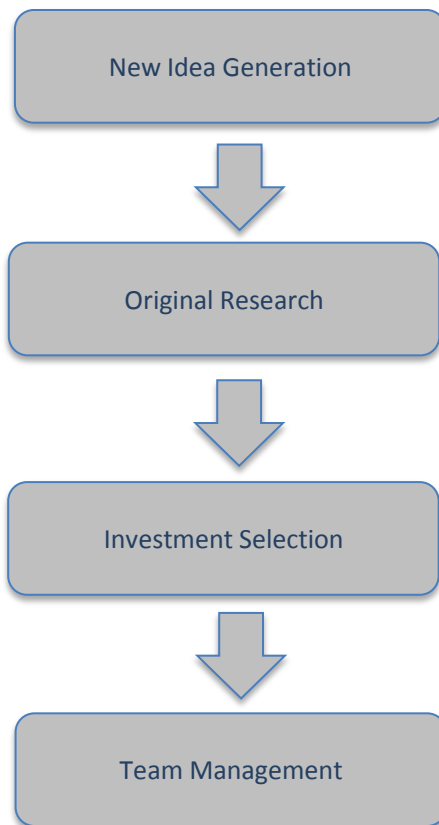 New Idea Generation
Original Research
Investment Selection
Team Management